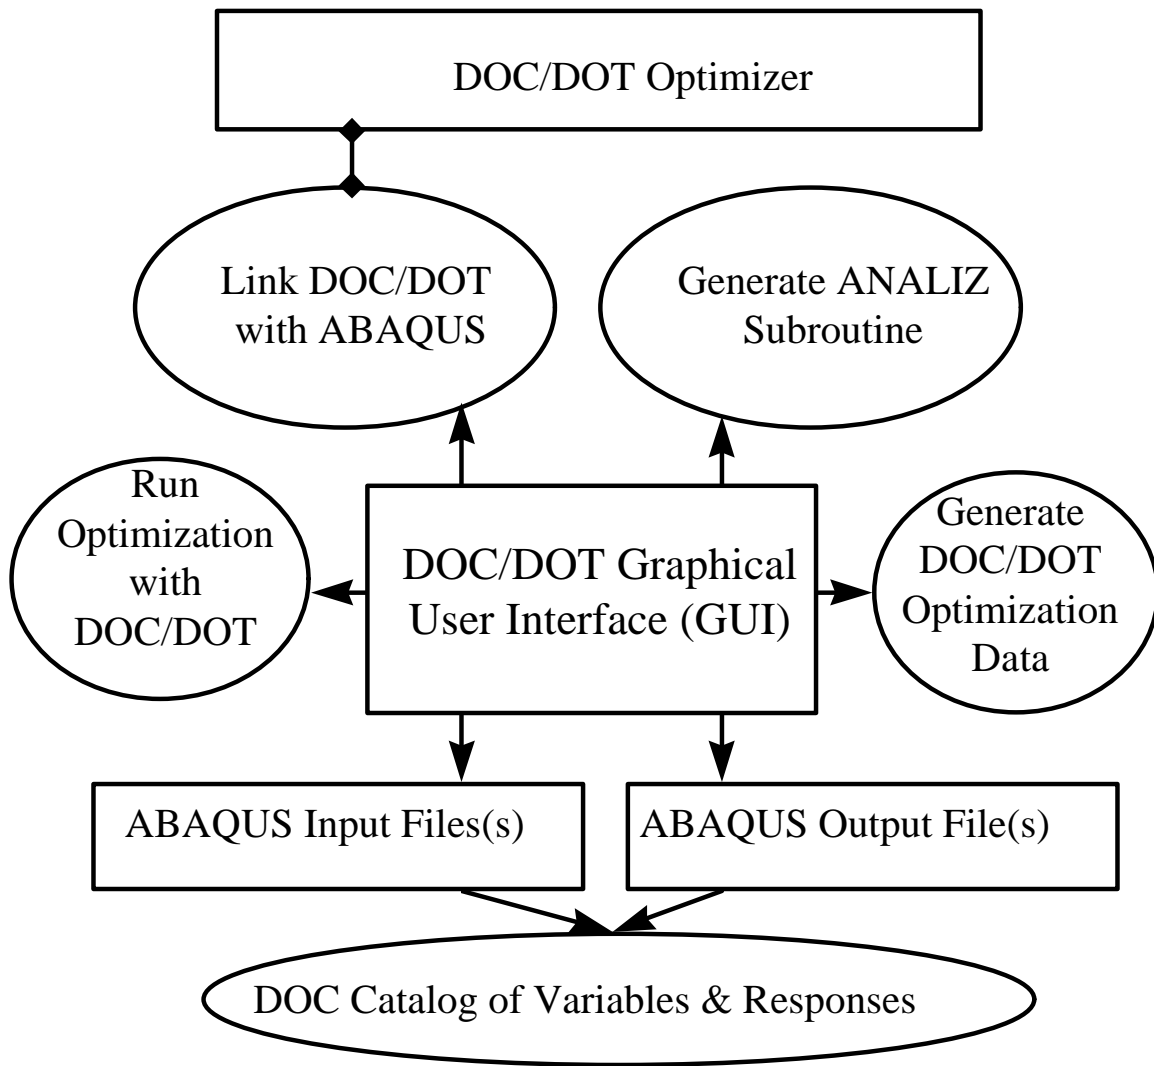 DOC/DOT Optimizer
Link DOC/DOT
with ABAQUS
Generate ANALIZ
Subroutine
Run
Optimization
with
DOC/DOT
DOC/DOT Graphical
User Interface (GUI)
Generate
DOC/DOT
Optimization
Data
ABAQUS Input Files(s)
ABAQUS Output File(s)
DOC Catalog of Variables & Responses